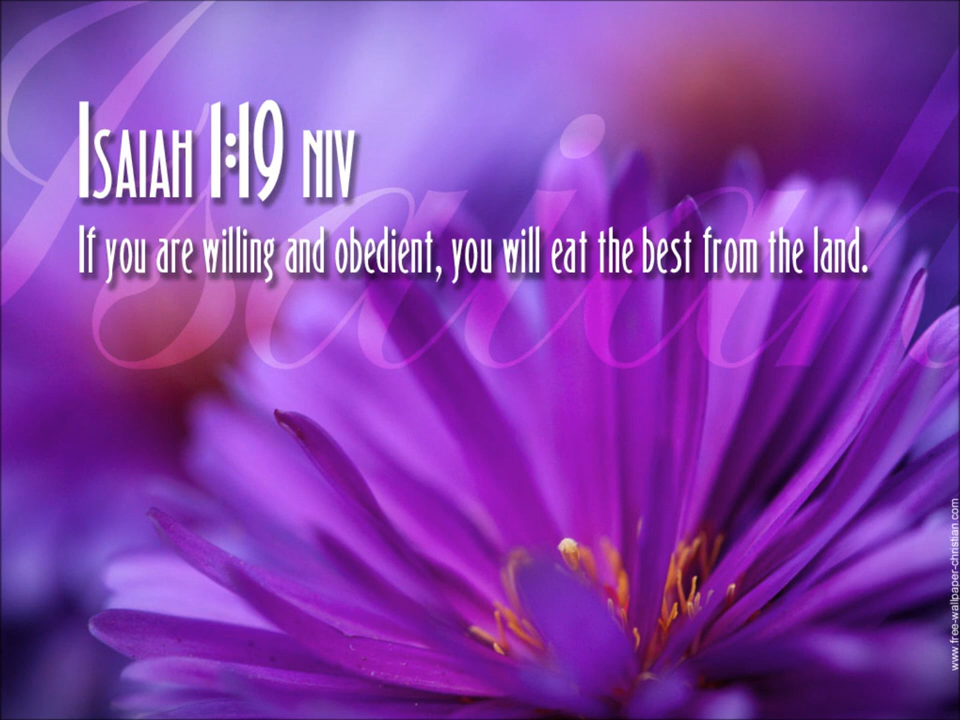 Isaiah 1:19 NIV
If you are willing and obedient, you will eat the best from the land.
Isaiah
www.free-wallpaper-christian.com